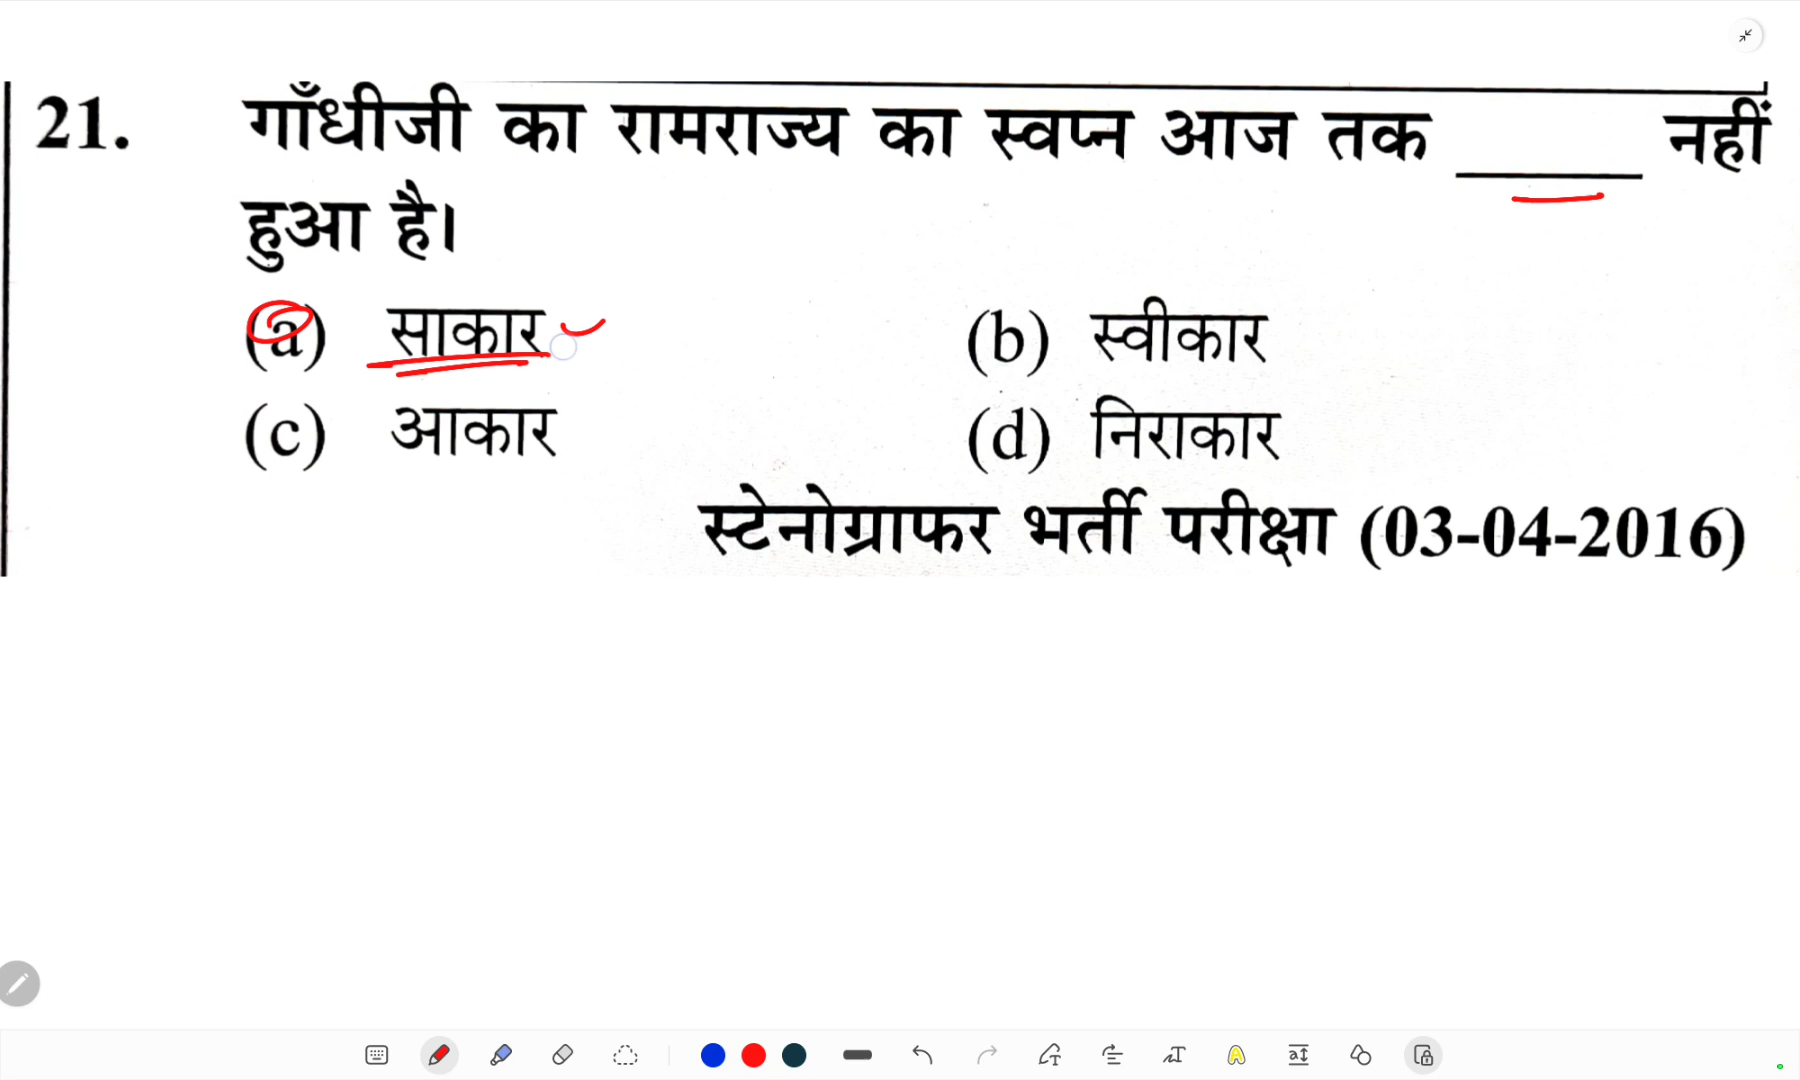 21. गाँधीजी का रामराज्य का स्वप्न आज तक ______ नहीं
हुआ है।
(a) साकार (b) स्वीकार
(c) आकार (d) निराकार
स्टेनोग्राफर भर्ती परीक्षा (03-04-2016)